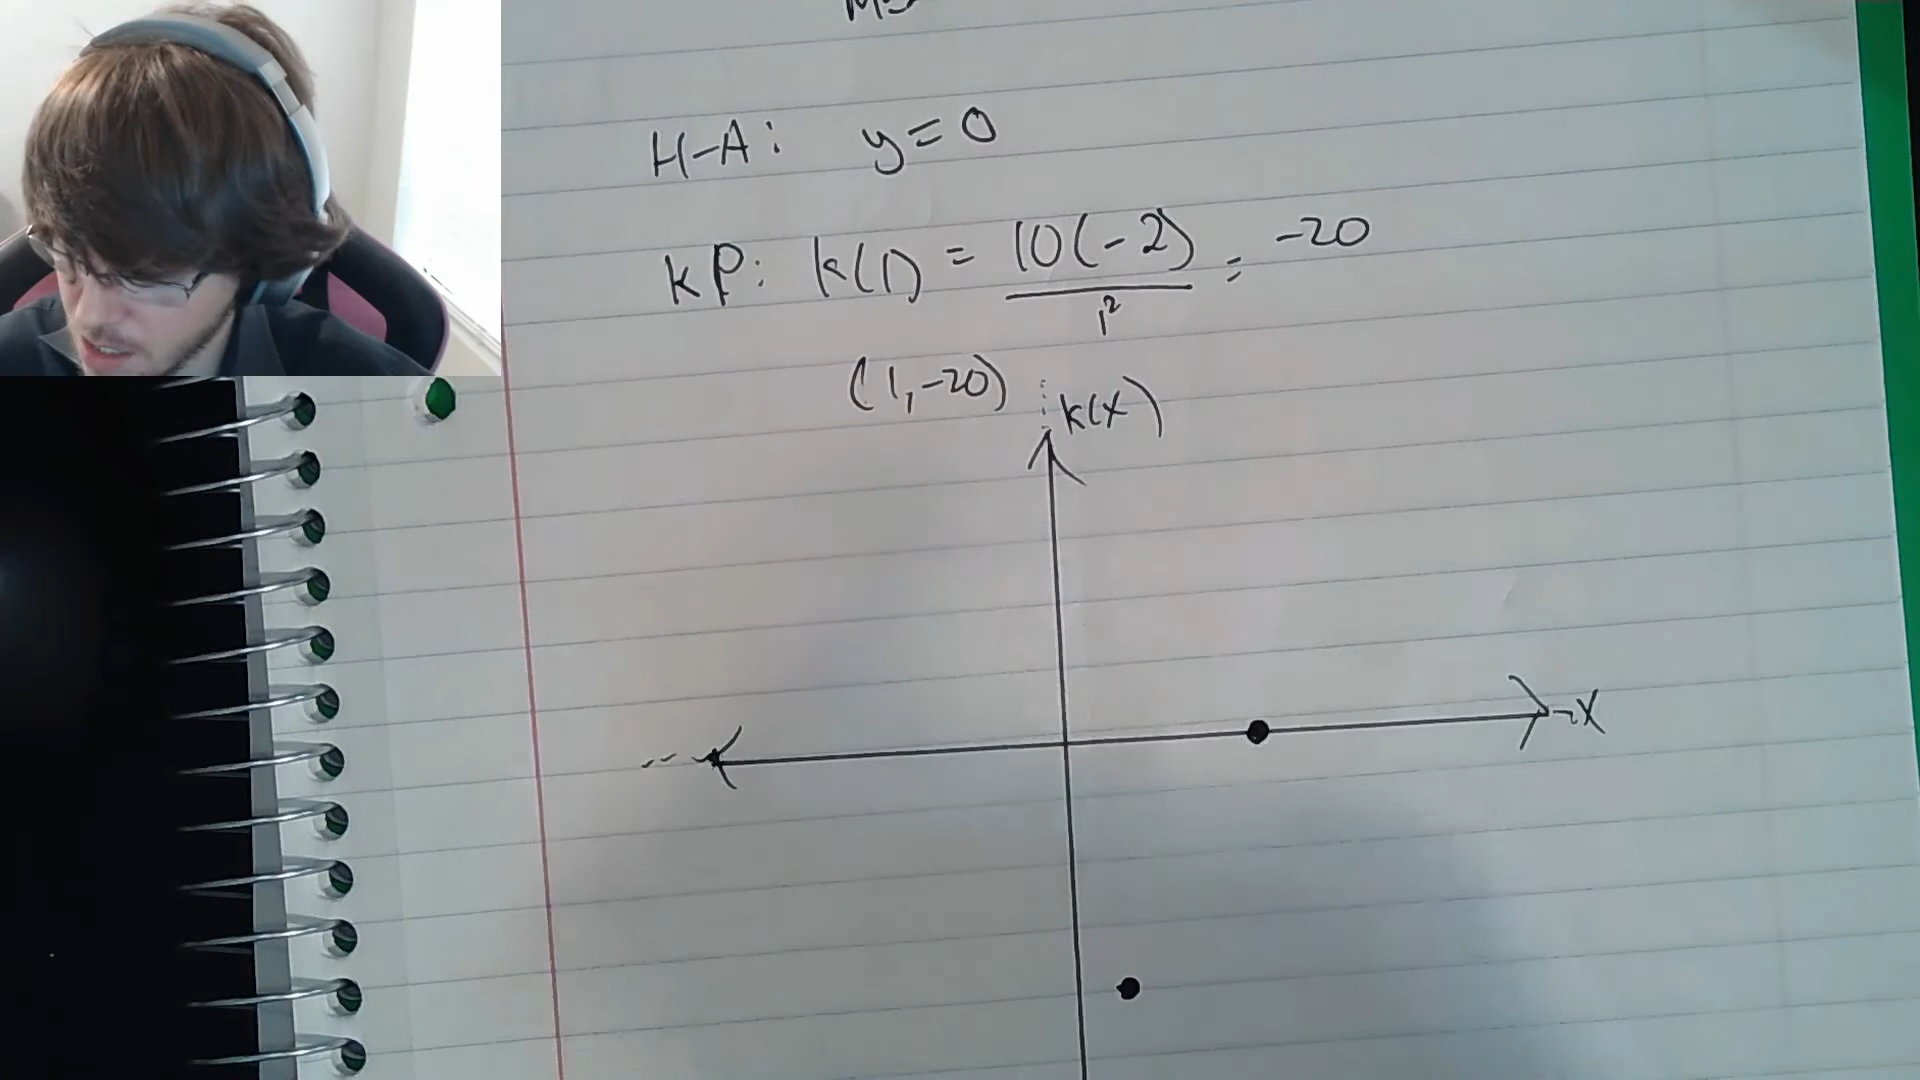 H-A: y=0
KP: k(1) = 10(-2)/1² = -20
(1,-20)
k(x)
x